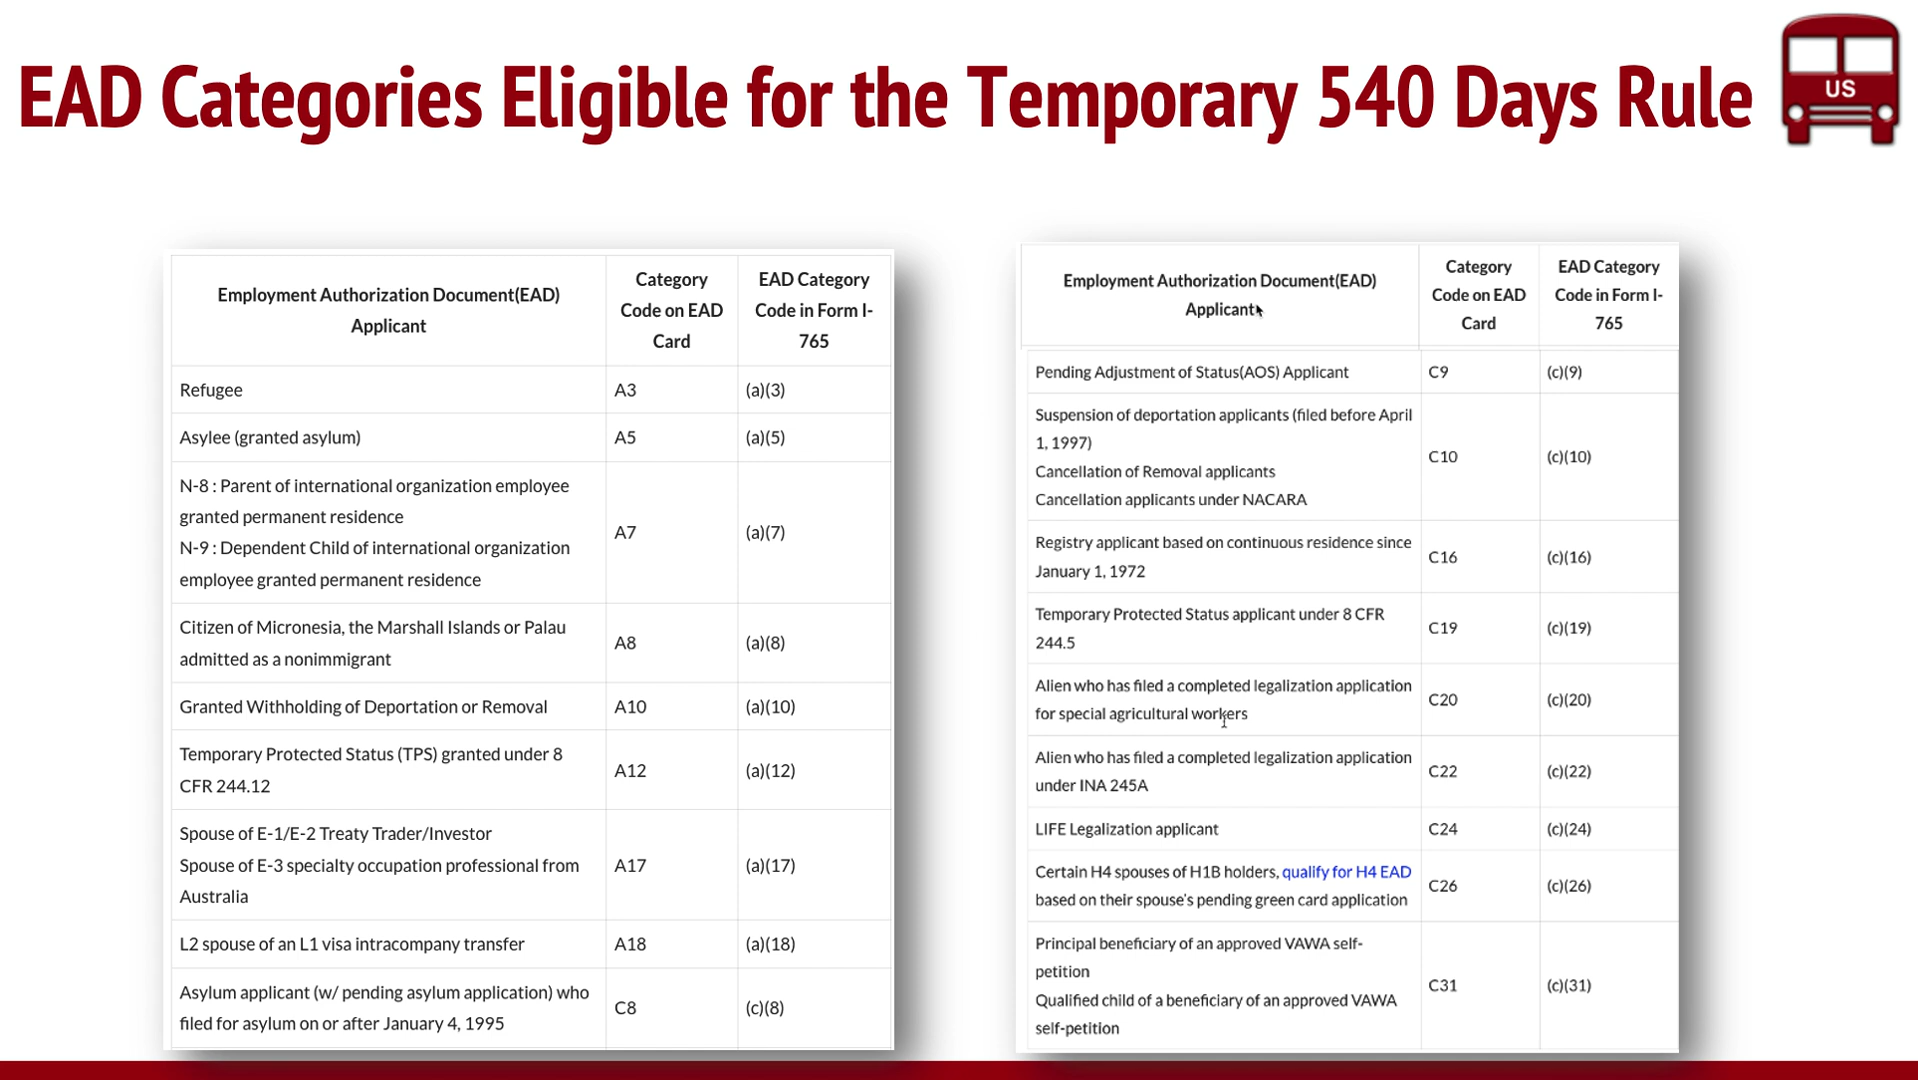 EAD Categories Eligible for the Temporary 540 Days Rule
US
Employment Authorization Document(EAD)
Applicant
Category
Code on EAD
Card
EAD Category
Code in Form I-
765
Refugee
A3
(a)(3)
Asylee (granted asylum)
A5
(a)(5)
N-8 : Parent of international organization employee
granted permanent residence
N-9 : Dependent Child of international organization
employee granted permanent residence
A7
(a)(7)
Citizen of Micronesia, the Marshall Islands or Palau
admitted as a nonimmigrant
A8
(a)(8)
Granted Withholding of Deportation or Removal
A10
(a)(10)
Temporary Protected Status (TPS) granted under 8
CFR 244.12
A12
(a)(12)
Spouse of E-1/E-2 Treaty Trader/Investor
Spouse of E-3 specialty occupation professional from
Australia
A17
(a)(17)
L2 spouse of an L1 visa intracompany transfer
A18
(a)(18)
Asylum applicant (w/ pending asylum application) who
filed for asylum on or after January 4, 1995
C8
(c)(8)
Employment Authorization Document(EAD)
Applicant
Category
Code on EAD
Card
EAD Category
Code in Form I-
765
Pending Adjustment of Status(AOS) Applicant
C9
(c)(9)
Suspension of deportation applicants (filed before April
1, 1997)
Cancellation of Removal applicants
Cancellation applicants under NACARA
C10
(c)(10)
Registry applicant based on continuous residence since
January 1, 1972
C16
(c)(16)
Temporary Protected Status applicant under 8 CFR
244.5
C19
(c)(19)
Alien who has filed a completed legalization application
for special agricultural workers
C20
(c)(20)
Alien who has filed a completed legalization application
under INA 245A
C22
(c)(22)
LIFE Legalization applicant
C24
(c)(24)
Certain H4 spouses of H1B holders, qualify for H4 EAD
based on their spouse's pending green card application
C26
(c)(26)
Principal beneficiary of an approved VAWA self-
petition
Qualified child of a beneficiary of an approved VAWA
self-petition
C31
(c)(31)